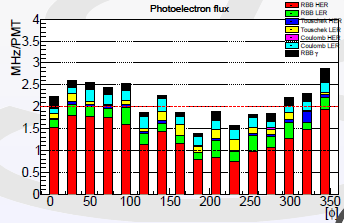 Photoelectron flux
RBB HER
RBB LER
Touschek HER
Touschek LER
Coulomb HER
Coulomb LER
RBB γ
MHz/PMT
4
3.5
3
2.5
2
1.5
1
0.5
0
0 50 100 150 200 250 300 350
[ϕ]